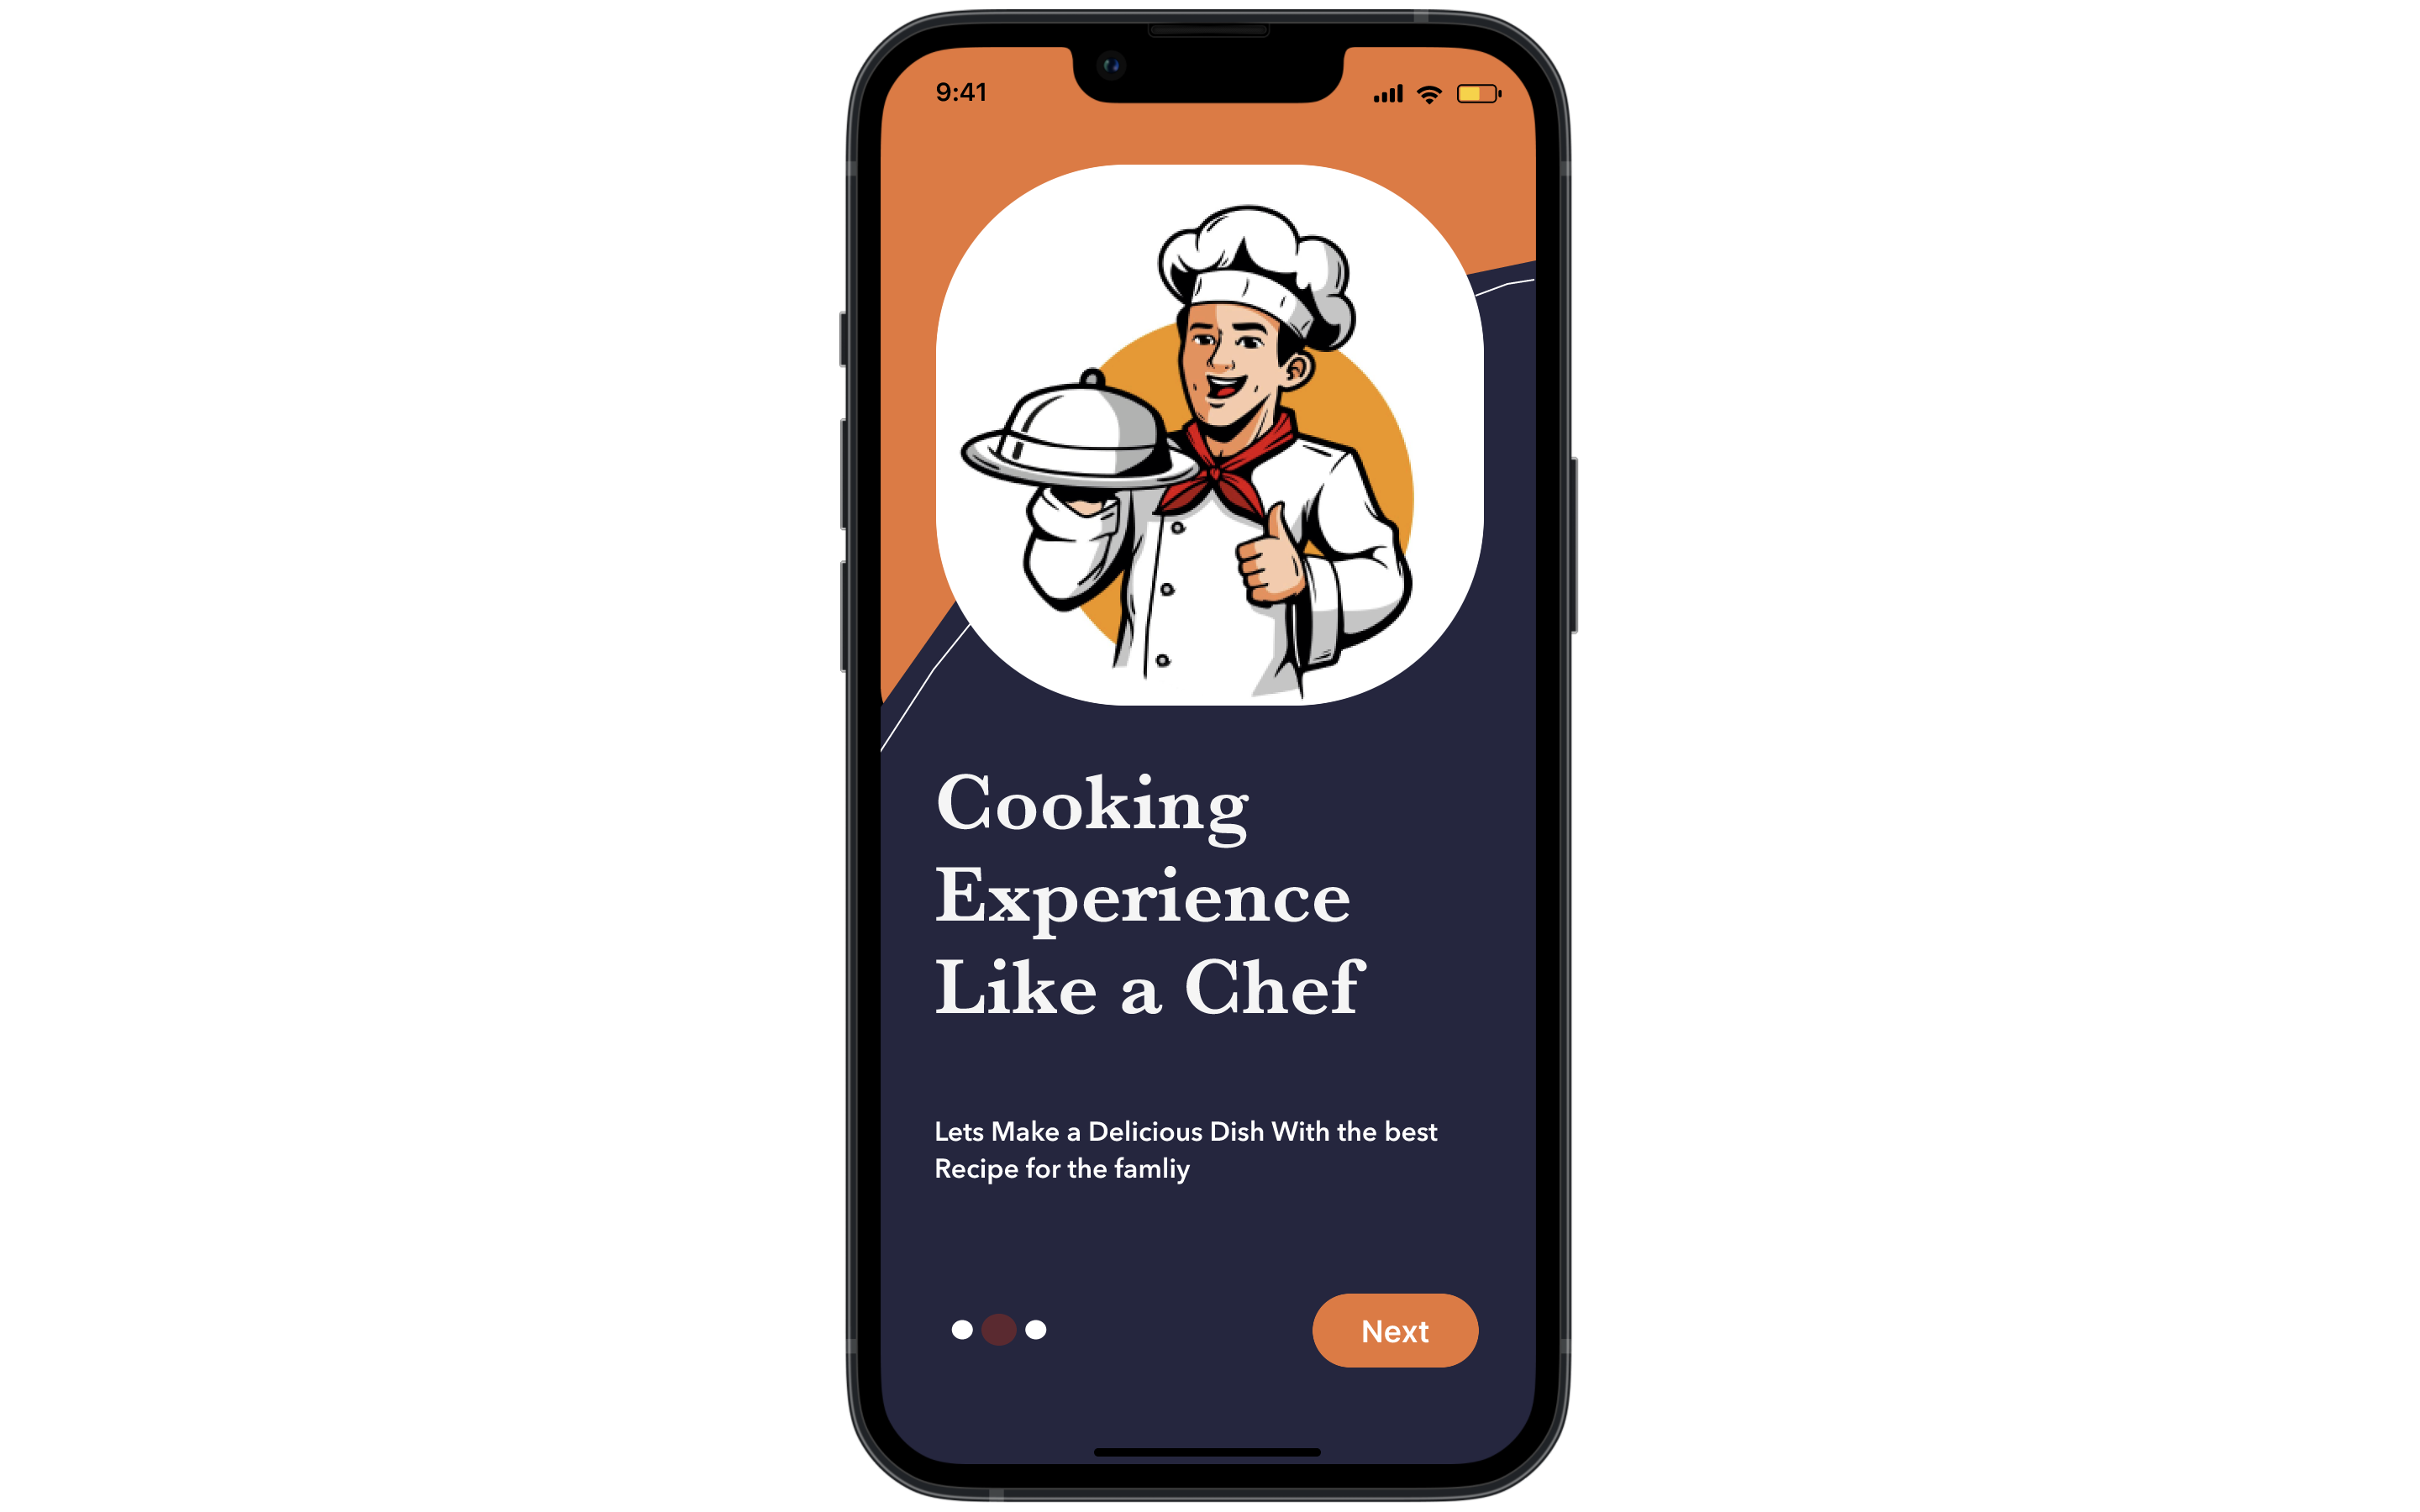 9:41
Cooking
Experience
Like a Chef
Lets Make a Delicious Dish With the best
Recipe for the famliy
Next